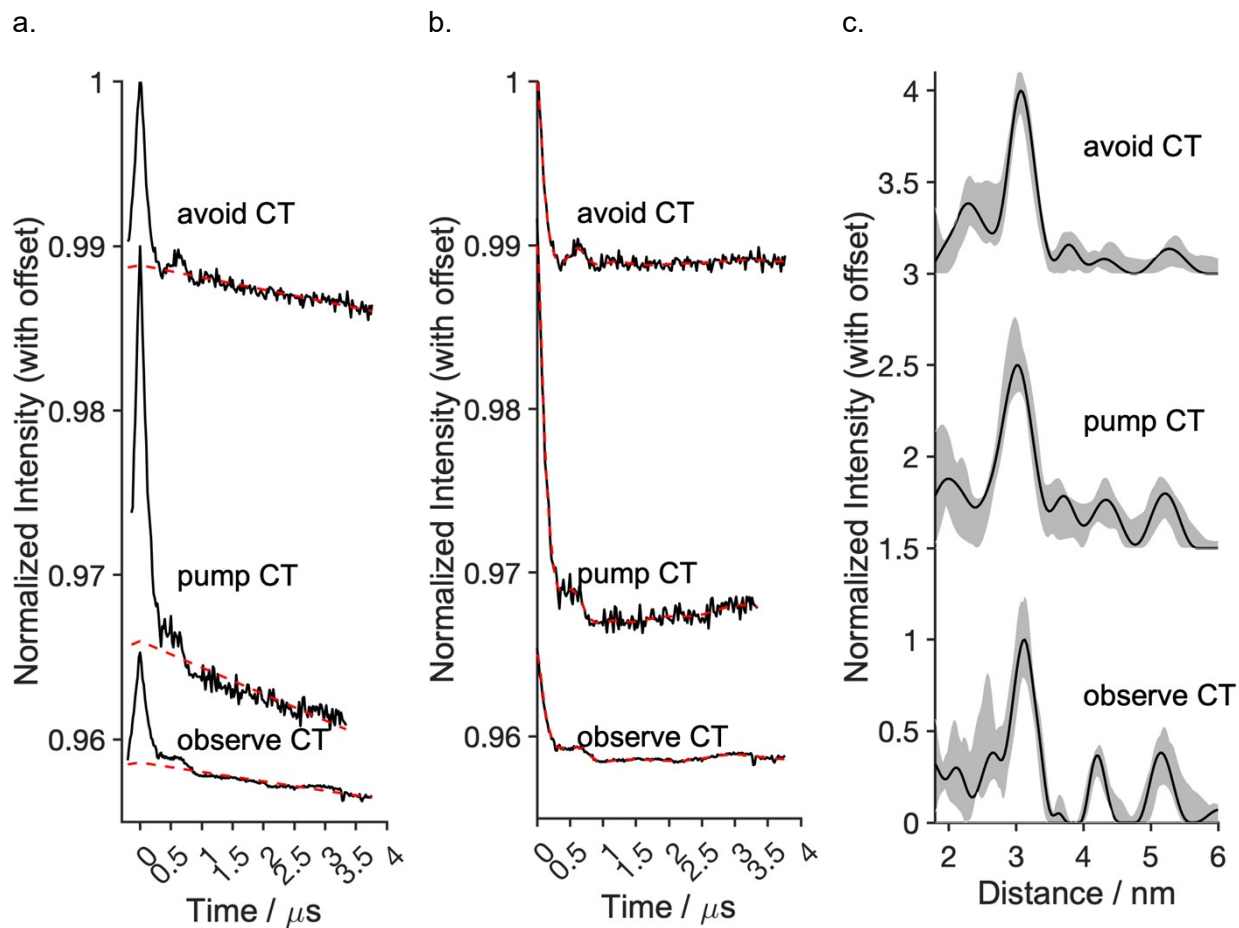 a.
b.
c.
Normalized Intensity (with offset)
1
0.99
0.98
0.97
0.96
avoid CT
pump CT
observe CT
0
0.5
1
1.5
2
2.5
3
3.5
4
Time / μs
Normalized Intensity (with offset)
1
0.99
0.98
0.97
0.96
avoid CT
pump CT
observe CT
0
0.5
1
1.5
2
2.5
3
3.5
4
Time / μs
Normalized Intensity (with offset)
4
3.5
3
2.5
2
1.5
1
0.5
0
avoid CT
pump CT
observe CT
2
3
4
5
6
Distance / nm